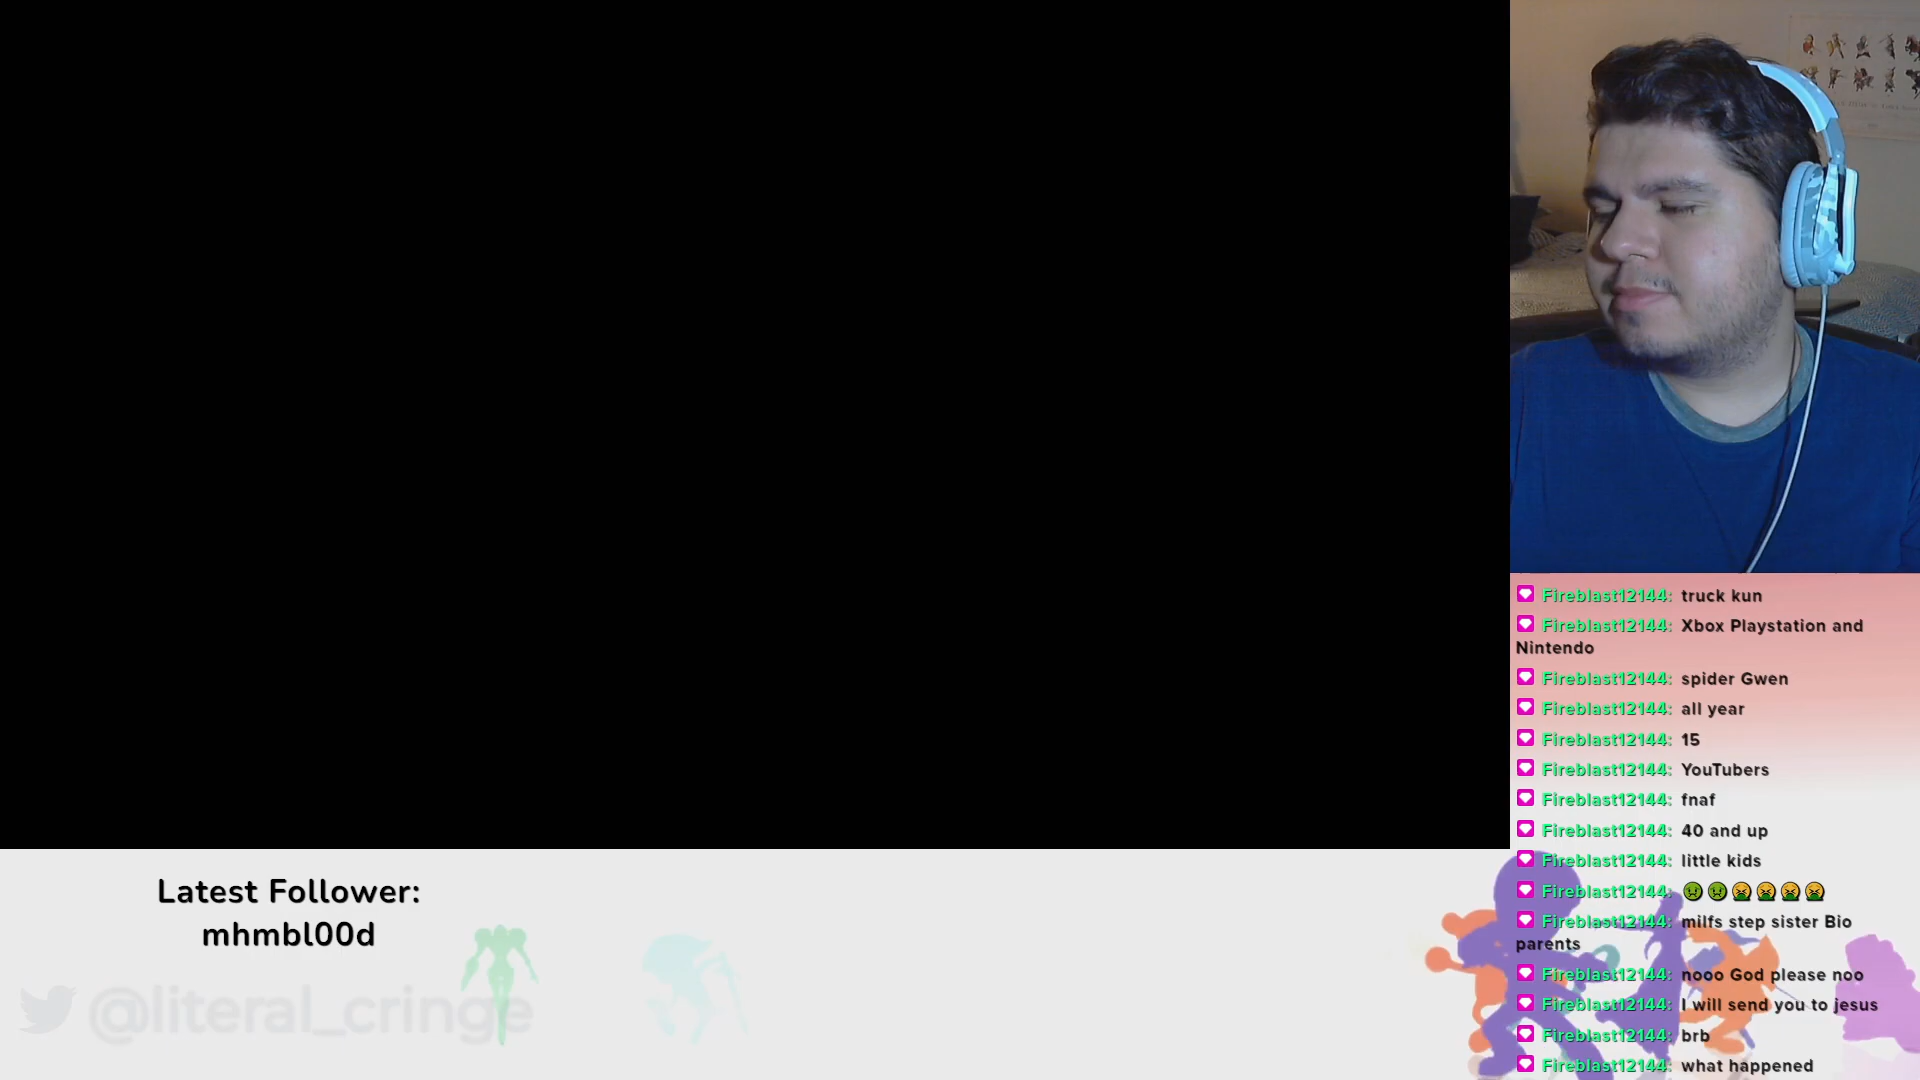 Fireblast12144: truck kun
Fireblast12144: Xbox Playstation and
Nintendo
Fireblast12144: spider Gwen
Fireblast12144: all year
Fireblast12144: 15
Fireblast12144: YouTubers
Fireblast12144: fnaf
Fireblast12144: 40 and up
Fireblast12144: little kids
Fireblast12144: 🤢🤢🤮🤮🤮🤮
Fireblast12144: milfs step sister Bio
parents
Fireblast12144: nooo God please noo
Fireblast12144: I will send you to jesus
Fireblast12144: brb
Fireblast12144: what happened
Latest Follower:
mhmbl00d
@literal_cringe